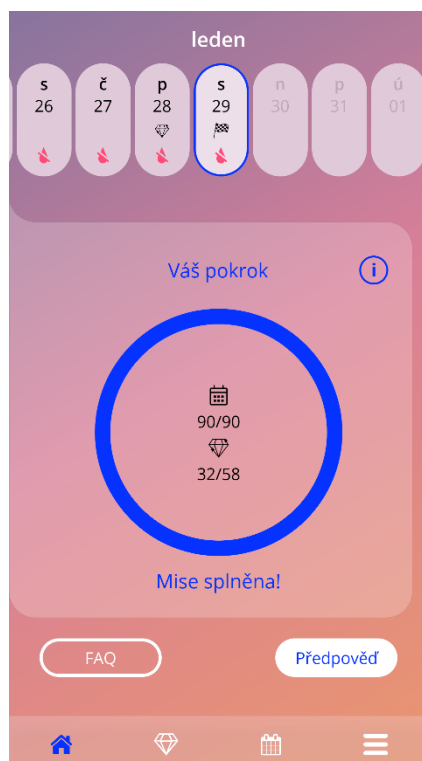 leden
s č p s n p ú
26 27 28 29 30 31 01
Váš pokrok
i
90/90
32/58
Mise splněna!
FAQ Předpověď